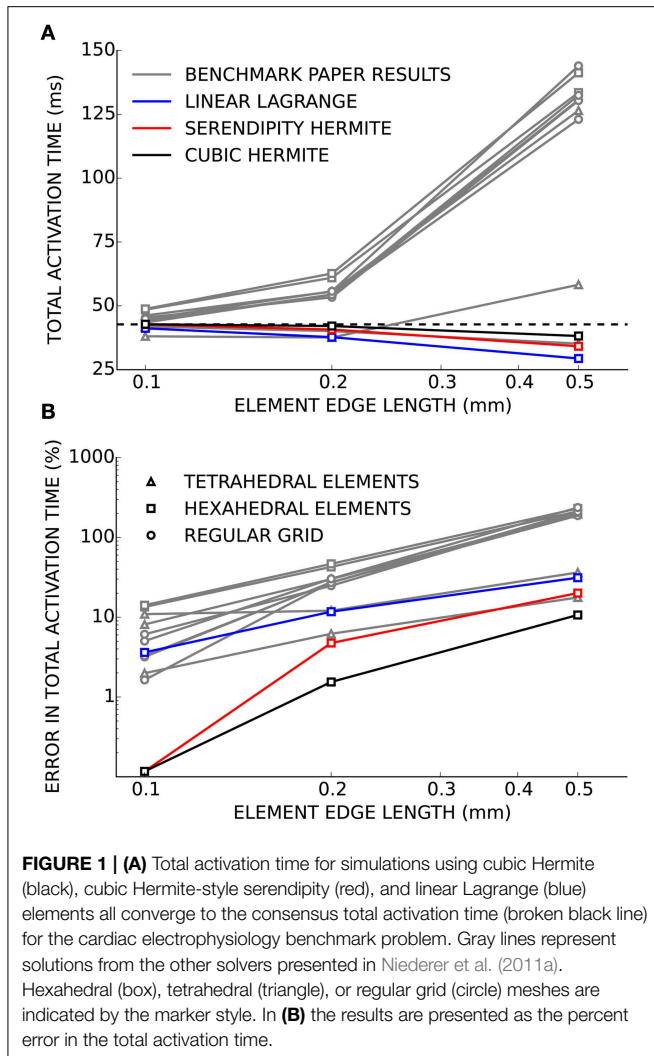 A
150
125
100
75
50
25
TOTAL ACTIVATION TIME (ms)
BENCHMARK PAPER RESULTS
LINEAR LAGRANGE
SERENDIPITY HERMITE
CUBIC HERMITE
0.1
0.2
0.3
0.4
0.5
ELEMENT EDGE LENGTH (mm)
B
1000
100
10
1
ERROR IN TOTAL ACTIVATION TIME (%)
TETRAHEDRAL ELEMENTS
HEXAHEDRAL ELEMENTS
REGULAR GRID
0.1
0.2
0.3
0.4
0.5
ELEMENT EDGE LENGTH (mm)
FIGURE 1 | (A) Total activation time for simulations using cubic Hermite
(black), cubic Hermite-style serendipity (red), and linear Lagrange (blue)
elements all converge to the consensus total activation time (broken black line)
for the cardiac electrophysiology benchmark problem. Gray lines represent
solutions from the other solvers presented in Niederer et al. (2011a).
Hexahedral (box), tetrahedral (triangle), or regular grid (circle) meshes are
indicated by the marker style. In (B) the results are presented as the percent
error in the total activation time.